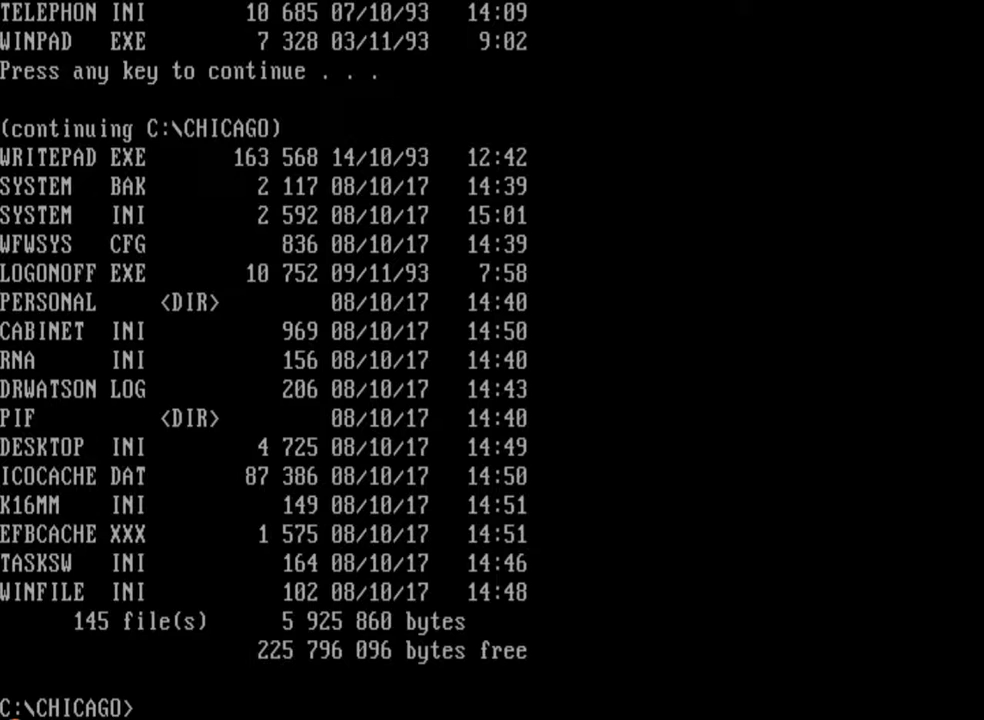 TELEPHON INI 10 685 07/10/93 14:09
WINPAD EXE 7 328 03/11/93 9:02
Press any key to continue . . .
(continuing C:\CHICAGO)
WRITEPAD EXE 163 568 14/10/93 12:42
SYSTEM BAK 2 117 08/10/17 14:39
SYSTEM INI 2 592 08/10/17 15:01
WFWSYS CFG 836 08/10/17 14:39
LOGONOFF EXE 10 752 09/11/93 7:58
PERSONAL <DIR> 08/10/17 14:40
CABINET INI 969 08/10/17 14:50
RNA INI 156 08/10/17 14:40
DRWATSON LOG 206 08/10/17 14:43
PIF <DIR> 08/10/17 14:40
DESKTOP INI 4 725 08/10/17 14:49
ICOCACHE DAT 87 386 08/10/17 14:50
K16MM INI 149 08/10/17 14:51
EFBCACHE XXX 1 575 08/10/17 14:51
TASKSW INI 164 08/10/17 14:46
WINFILE INI 102 08/10/17 14:48
145 file(s) 5 925 860 bytes
225 796 096 bytes free
C:\CHICAGO>